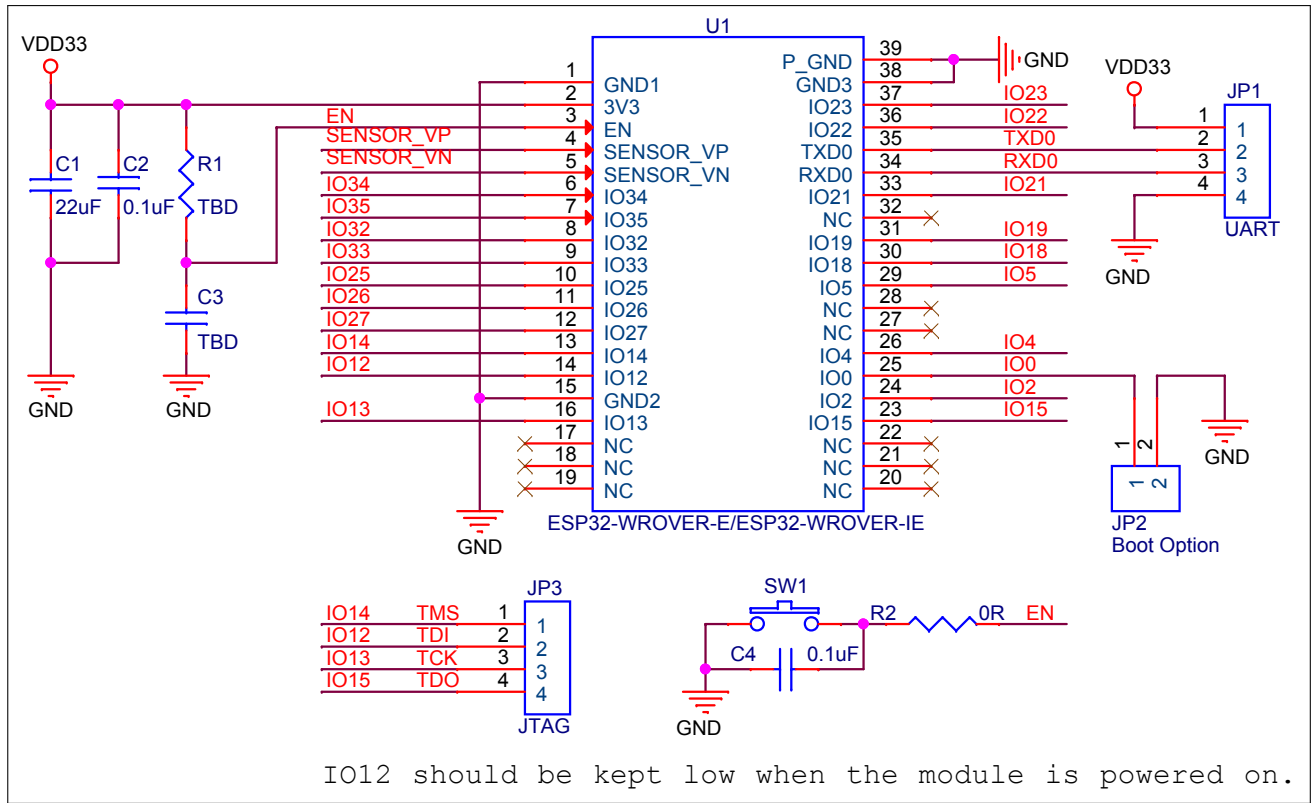 U1
VDD33
1
GND1
2
3V3
EN
3
EN
SENSOR_VP
4
SENSOR_VP
SENSOR_VN
5
SENSOR_VN
IO34
6
IO34
IO35
7
IO35
IO32
8
IO32
IO33
9
IO33
IO25
10
IO25
IO26
11
IO26
IO27
12
IO27
IO14
13
IO14
IO12
14
IO12
15
GND2
IO13
16
IO13
17
NC
18
NC
19
NC
C1
22uF
C2
0.1uF
R1
TBD
C3
TBD
GND
GND
GND
P_GND
39
GND
GND3
38
IO23
37
IO23
IO22
36
IO22
TXD0
35
TXD0
RXD0
34
RXD0
IO21
33
IO21
NC
32
IO19
31
IO19
IO18
30
IO18
IO5
29
IO5
NC
28
NC
27
IO4
26
IO4
IO0
25
IO0
IO2
24
IO2
IO15
23
IO15
NC
22
NC
21
NC
20
ESP32-WROVER-E/ESP32-WROVER-IE
VDD33
JP1
1
1
2
2
3
3
4
4
UART
GND
GND
1
2
1
2
JP2
Boot Option
JP3
IO14 TMS 1
1
IO12 TDI 2
2
IO13 TCK 3
3
IO15 TDO 4
4
JTAG
SW1
R2 0R EN
C4 0.1uF
GND
IO12 should be kept low when the module is powered on.